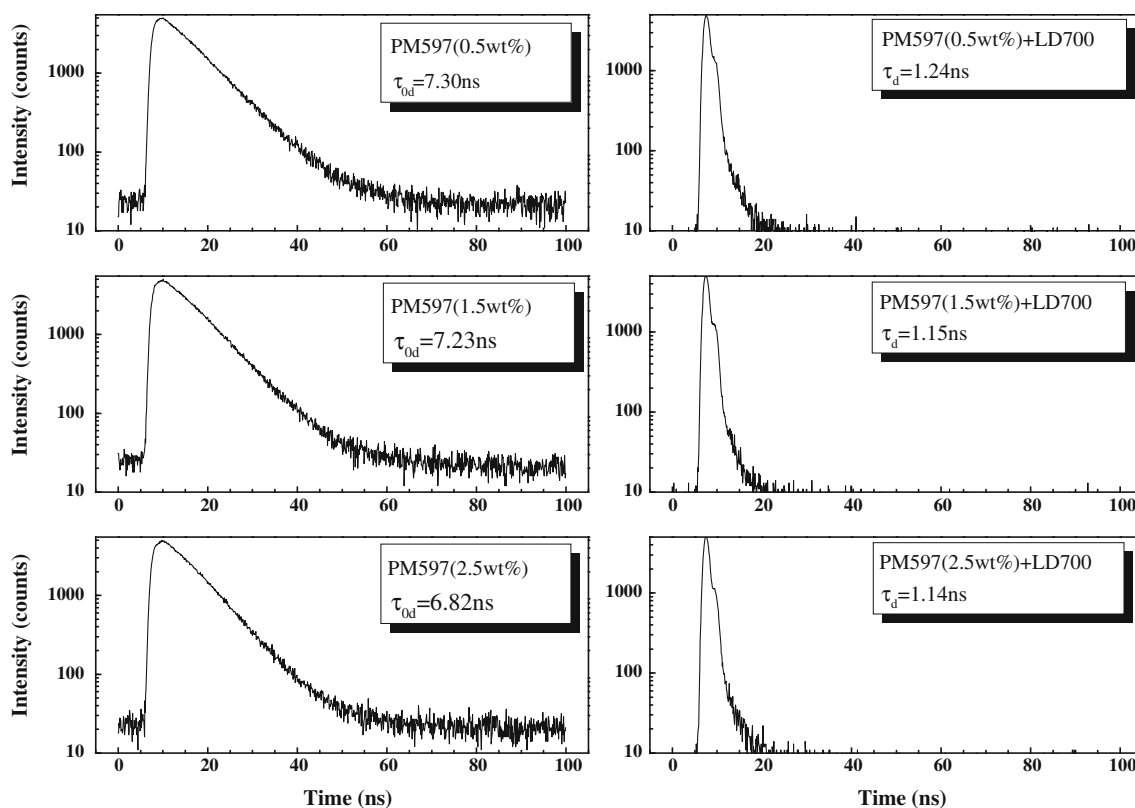 Intensity (counts)
1000
100
10
PM597(0.5wt%)
τ0d=7.30ns
0 20 40 60 80 100
1000
100
10
PM597(0.5wt%)+LD700
τd=1.24ns
0 20 40 60 80 100
Intensity (counts)
1000
100
10
PM597(1.5wt%)
τ0d=7.23ns
0 20 40 60 80 100
1000
100
10
PM597(1.5wt%)+LD700
τd=1.15ns
0 20 40 60 80 100
Intensity (counts)
1000
100
10
PM597(2.5wt%)
τ0d=6.82ns
0 20 40 60 80 100
Time (ns)
1000
100
10
PM597(2.5wt%)+LD700
τd=1.14ns
0 20 40 60 80 100
Time (ns)